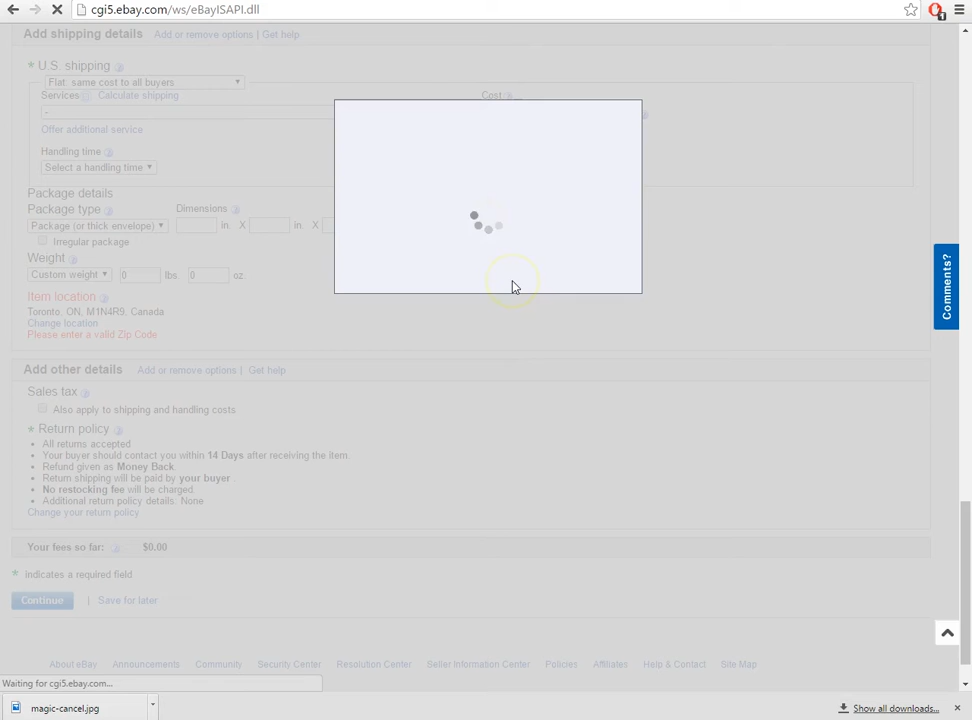 cgi5.ebay.com/ws/eBayISAPI.dll
1
Add shipping details Add or remove options | Get help
* U.S. shipping
Flat: same cost to all buyers
Services Calculate shipping Cost
-
Offer additional service
Handling time
Select a handling time
Package details
Package type Dimensions
Package (or thick envelope) in. X in. X
Irregular package
Weight
Custom weight 0 lbs. 0 oz.
Item location
Toronto, ON, M1N4R9, Canada
Change location
Please enter a valid Zip Code
Comments?
Add other details Add or remove options | Get help
Sales tax
Also apply to shipping and handling costs
* Return policy
• All returns accepted
• Your buyer should contact you within 14 Days after receiving the item.
• Refund given as Money Back
• Return shipping will be paid by your buyer .
• No restocking fee will be charged.
• Additional return policy details. None
Change your return policy
Your fees so far: $0.00
* indicates a required field
Continue | Save for later
About eBay Announcements Community Security Center Resolution Center Seller Information Center Policies Affiliates Help & Contact Site Map
Waiting for cgi5.ebay.com...
magic-cancel.jpg Show all downloads...